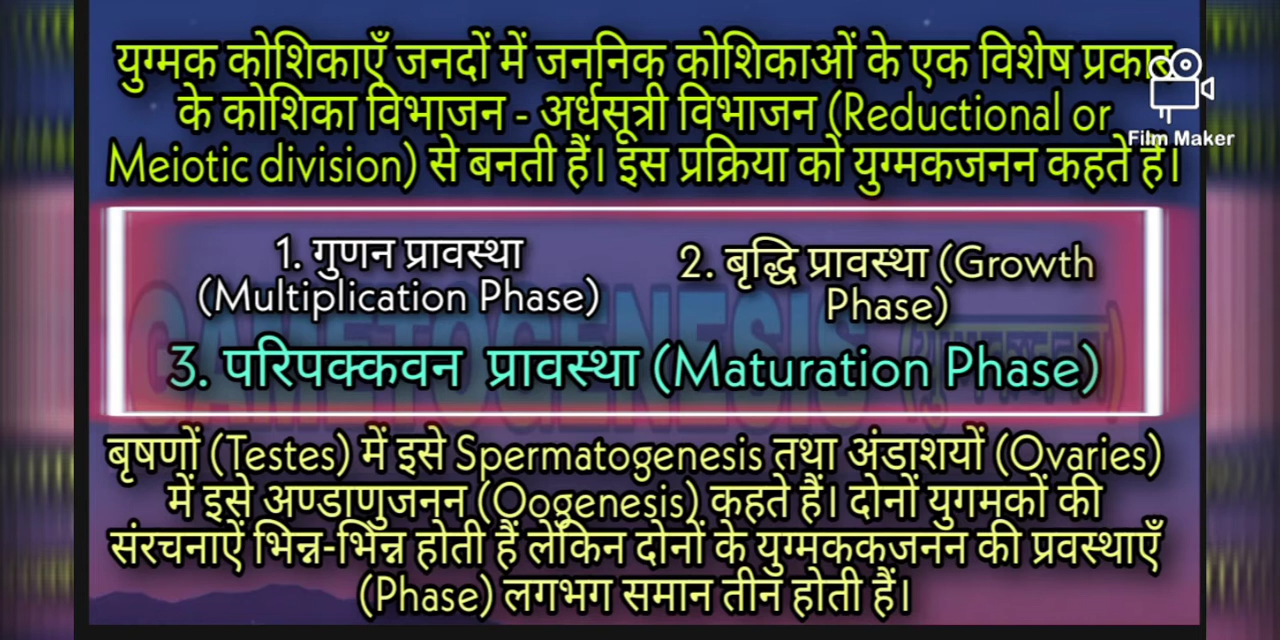 युग्मक कोशिकाएँ जनदों में जननिक कोशिकाओं के एक विशेष प्रकार
के कोशिका विभाजन - अर्धसूत्री विभाजन (Reductional or
Film Maker
Meiotic division) से बनती हैं। इस प्रक्रिया को युग्मकजनन कहते हैं।
1. गुणन प्रावस्था
(Multiplication Phase)
2. बृद्धि प्रावस्था (Growth
Phase)
GAMETOGENESIS (युग्मकजनन)
3. परिपक्कवन प्रावस्था (Maturation Phase)
बृषणों (Testes) में इसे Spermatogenesis तथा अंडाशयों (Ovaries)
में इसे अण्डाणुजनन (Oogenesis) कहते हैं। दोनों युगमकों की
संरचनाऐं भिन्न-भिन्न होती हैं लेकिन दोनों के युग्मककजनन की प्रवस्थाएँ
(Phase) लगभग समान तीन होती हैं।